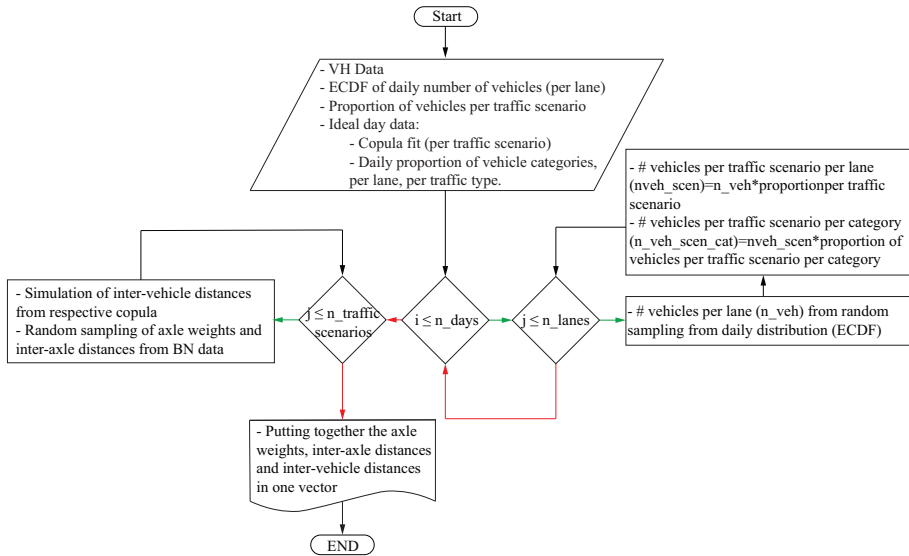 Start
- VH Data
- ECDF of daily number of vehicles (per lane)
- Proportion of vehicles per traffic scenario
- Ideal day data:
- Copula fit (per traffic scenario)
- Daily proportion of vehicle categories,
per lane, per traffic type.
- # vehicles per traffic scenario per lane
(nveh_scen)=n_veh*proportionper traffic
scenario
- # vehicles per traffic scenario per category
(n_veh_scen_cat)=nveh_scen*proportion of
vehicles per traffic scenario per category
- Simulation of inter-vehicle distances
from respective copula
- Random sampling of axle weights and
inter-axle distances from BN data
j ≤ n_traffic
scenarios
i ≤ n_days
j ≤ n_lanes
- # vehicles per lane (n_veh) from random
sampling from daily distribution (ECDF)
- Putting together the axle
weights, inter-axle distances
and inter-vehicle distances
in one vector
END